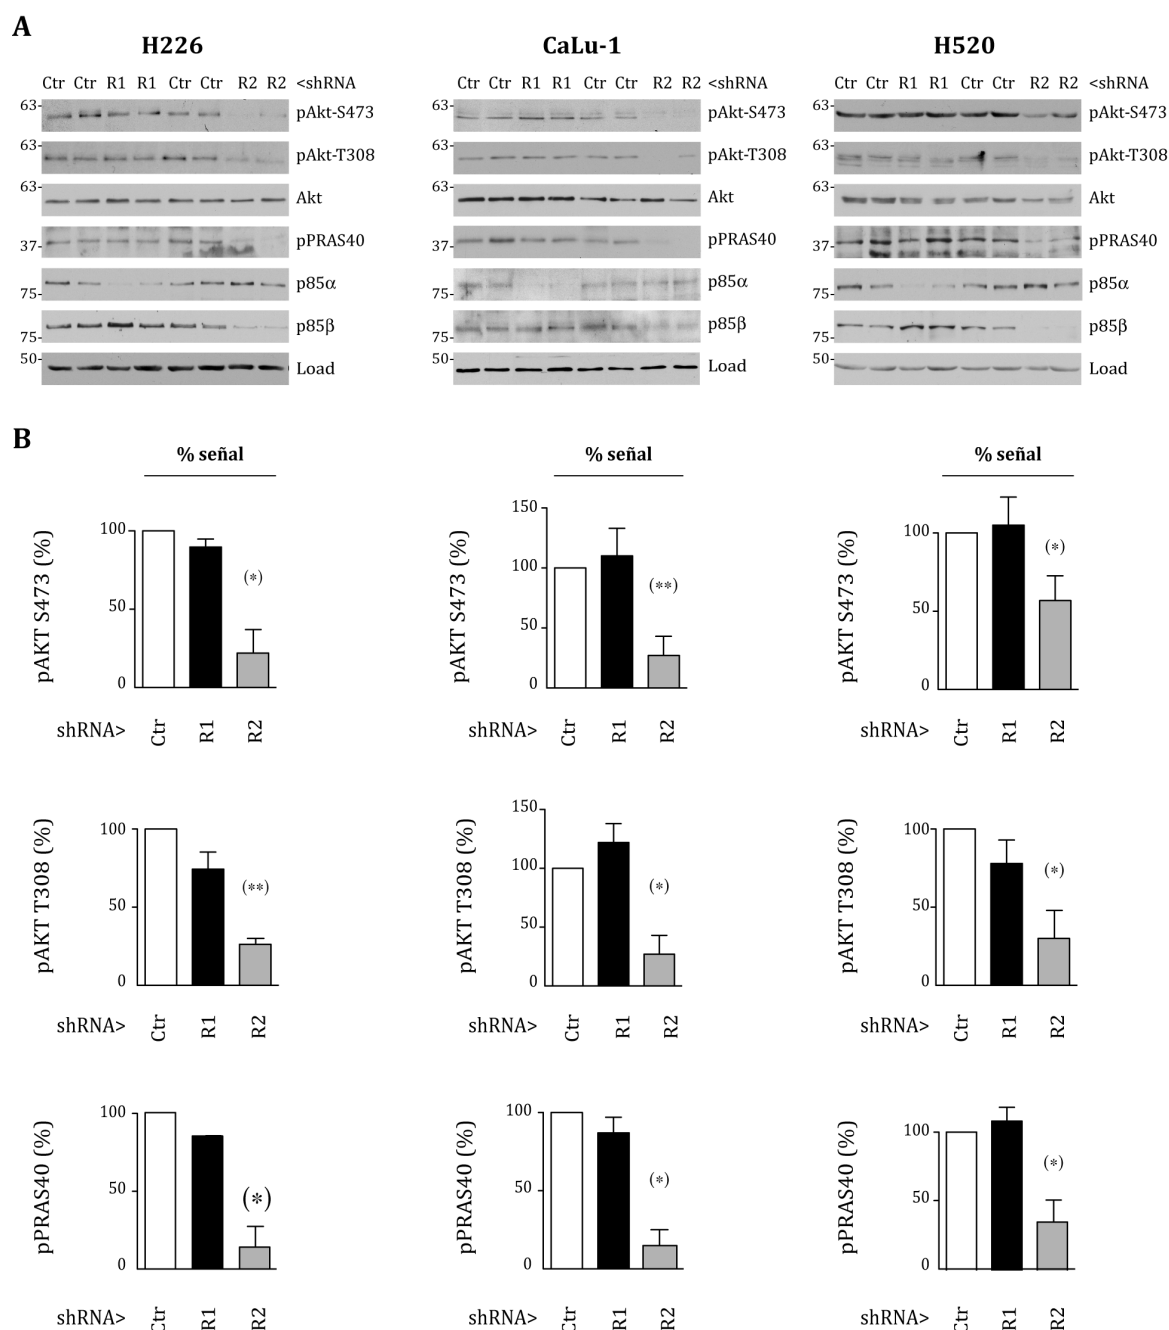 A
H226 CaLu-1 H520
Ctr Ctr R1 R1 Ctr Ctr R2 R2 <shRNA Ctr Ctr R1 R1 Ctr Ctr R2 R2 <shRNA Ctr Ctr R1 R1 Ctr Ctr R2 R2 <shRNA
63 pAkt-S473 63 pAkt-S473 63 pAkt-S473
63 pAkt-T308 63 pAkt-T308 63 pAkt-T308
63 Akt 63 Akt 63 Akt
37 pPRAS40 37 pPRAS40 37 pPRAS40
75 p85α 75 p85α 75 p85α
75 p85β 75 p85β 75 p85β
50 Load 50 Load 50 Load
B
% señal % señal % señal
pAKT S473 (%) 100 50 0 (*) pAKT S473 (%) 150 100 50 0 (**) pAKT S473 (%) 100 50 0 (*)
shRNA> Ctr R1 R2 shRNA> Ctr R1 R2 shRNA> Ctr R1 R2
pAKT T308 (%) 100 50 0 (**) pAKT T308 (%) 150 100 50 0 (*) pAKT T308 (%) 100 50 0 (*)
shRNA> Ctr R1 R2 shRNA> Ctr R1 R2 shRNA> Ctr R1 R2
pPRAS40 (%) 100 50 0 (*) pPRAS40 (%) 100 50 0 (*) pPRAS40 (%) 100 50 0 (*)
shRNA> Ctr R1 R2 shRNA> Ctr R1 R2 shRNA> Ctr R1 R2